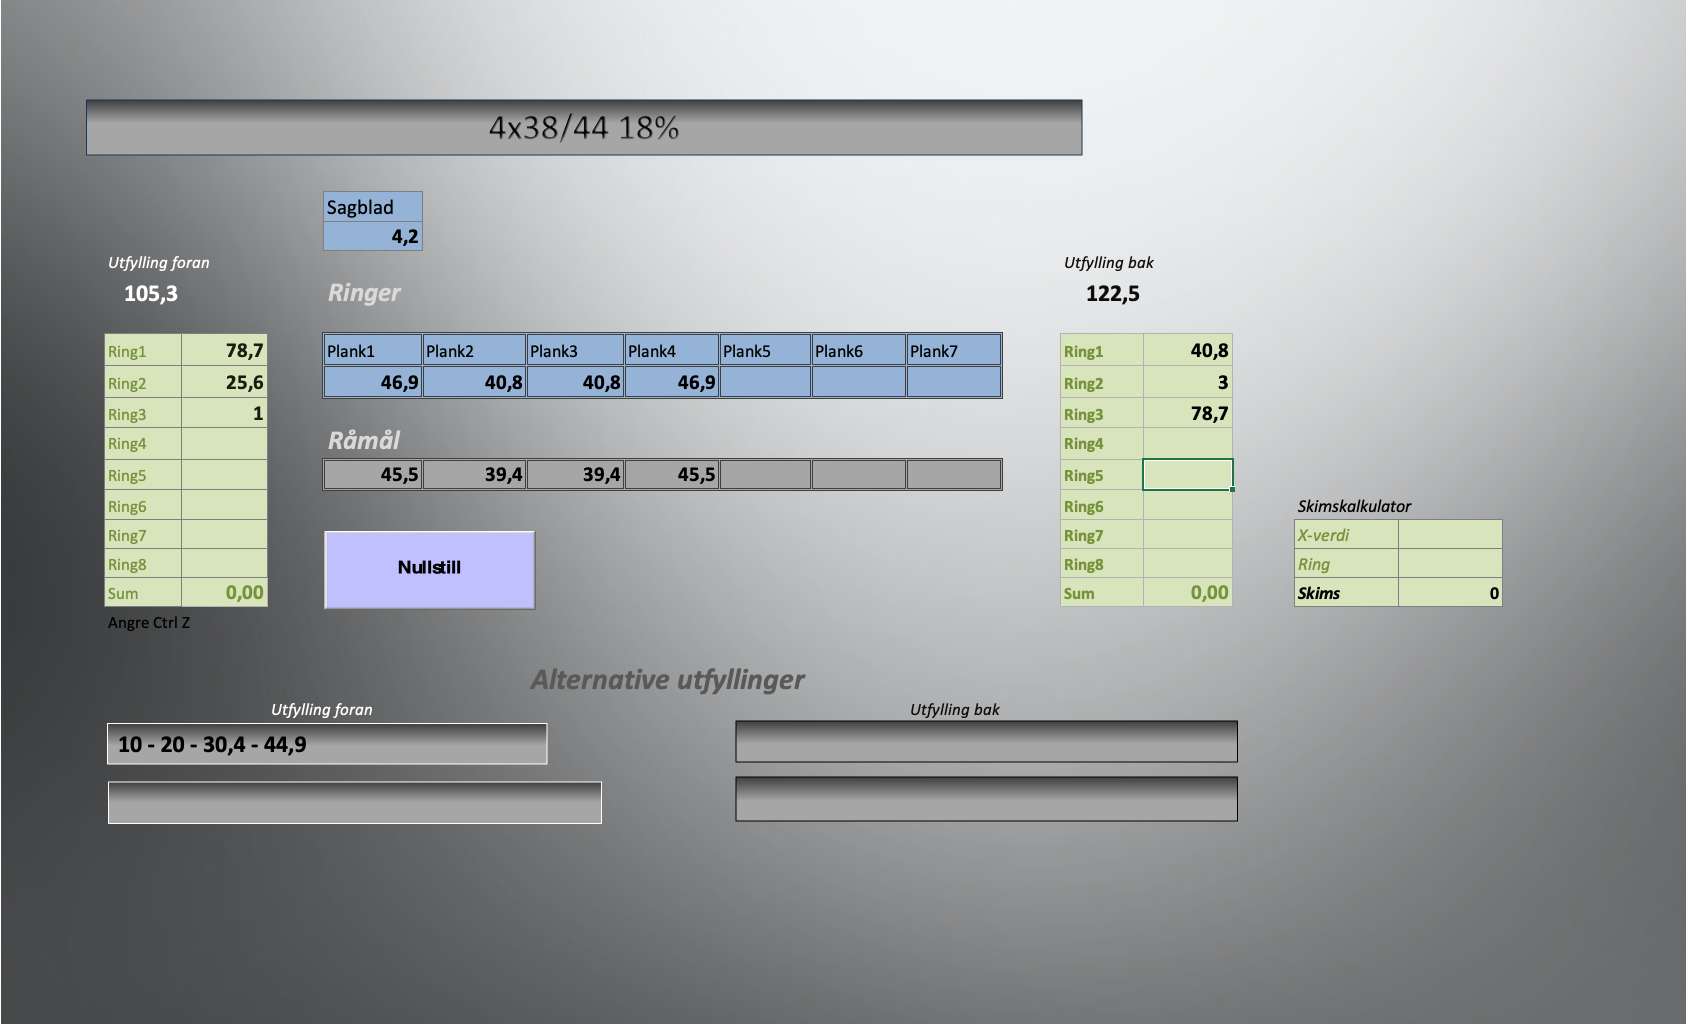 4x38/44 18%
Sagblad
4,2
Utfylling foran
105,3
Ringer
Utfylling bak
122,5
Ring1 78,7
Ring2 25,6
Ring3 1
Ring4
Ring5
Ring6
Ring7
Ring8
Sum 0,00
Angre Ctrl Z
Plank1 Plank2 Plank3 Plank4 Plank5 Plank6 Plank7
46,9 40,8 40,8 46,9
Råmål
45,5 39,4 39,4 45,5
Nullstill
Ring1 40,8
Ring2 3
Ring3 78,7
Ring4
Ring5
Ring6
Ring7
Ring8
Sum 0,00
Skimskalkulator
X-verdi
Ring
Skims 0
Alternative utfyllinger
Utfylling foran
10 - 20 - 30,4 - 44,9
Utfylling bak